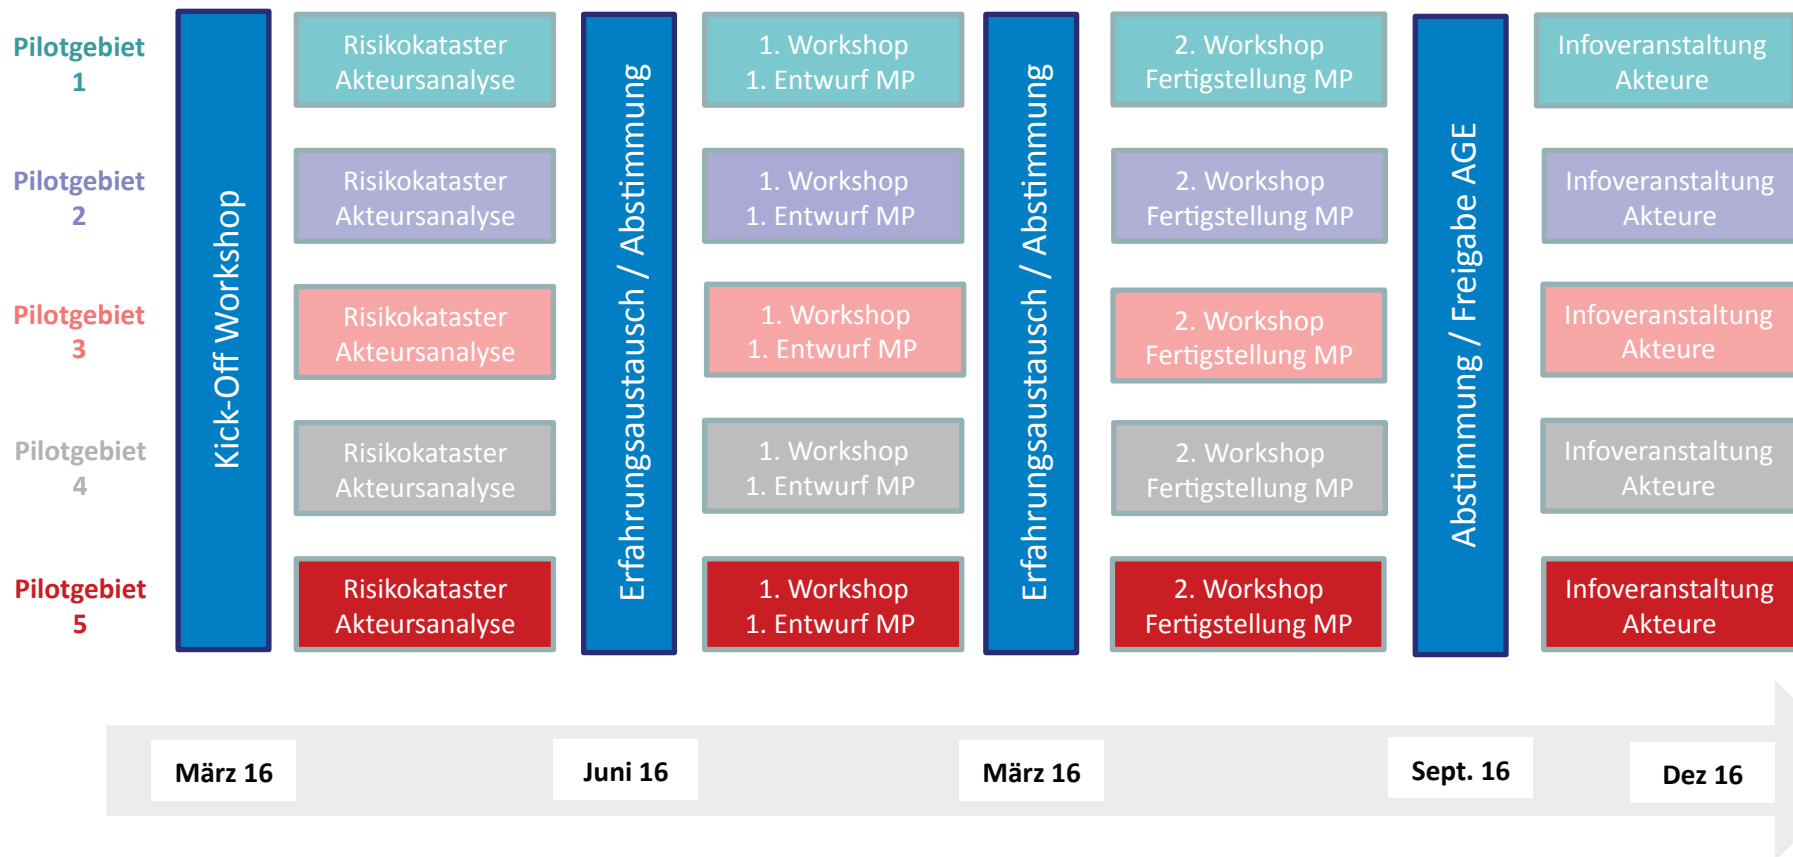 Pilotgebiet
1
Risikokataster
Akteursanalyse
1. Workshop
1. Entwurf MP
2. Workshop
Fertigstellung MP
Infoveranstaltung
Akteure
Pilotgebiet
2
Risikokataster
Akteursanalyse
1. Workshop
1. Entwurf MP
2. Workshop
Fertigstellung MP
Infoveranstaltung
Akteure
Pilotgebiet
3
Risikokataster
Akteursanalyse
1. Workshop
1. Entwurf MP
2. Workshop
Fertigstellung MP
Infoveranstaltung
Akteure
Pilotgebiet
4
Risikokataster
Akteursanalyse
1. Workshop
1. Entwurf MP
2. Workshop
Fertigstellung MP
Infoveranstaltung
Akteure
Pilotgebiet
5
Risikokataster
Akteursanalyse
1. Workshop
1. Entwurf MP
2. Workshop
Fertigstellung MP
Infoveranstaltung
Akteure
Kick-Off Workshop
Erfahrungsaustausch / Abstimmung
Erfahrungsaustausch / Abstimmung
Abstimmung / Freigabe AGE
März 16
Juni 16
März 16
Sept. 16
Dez 16